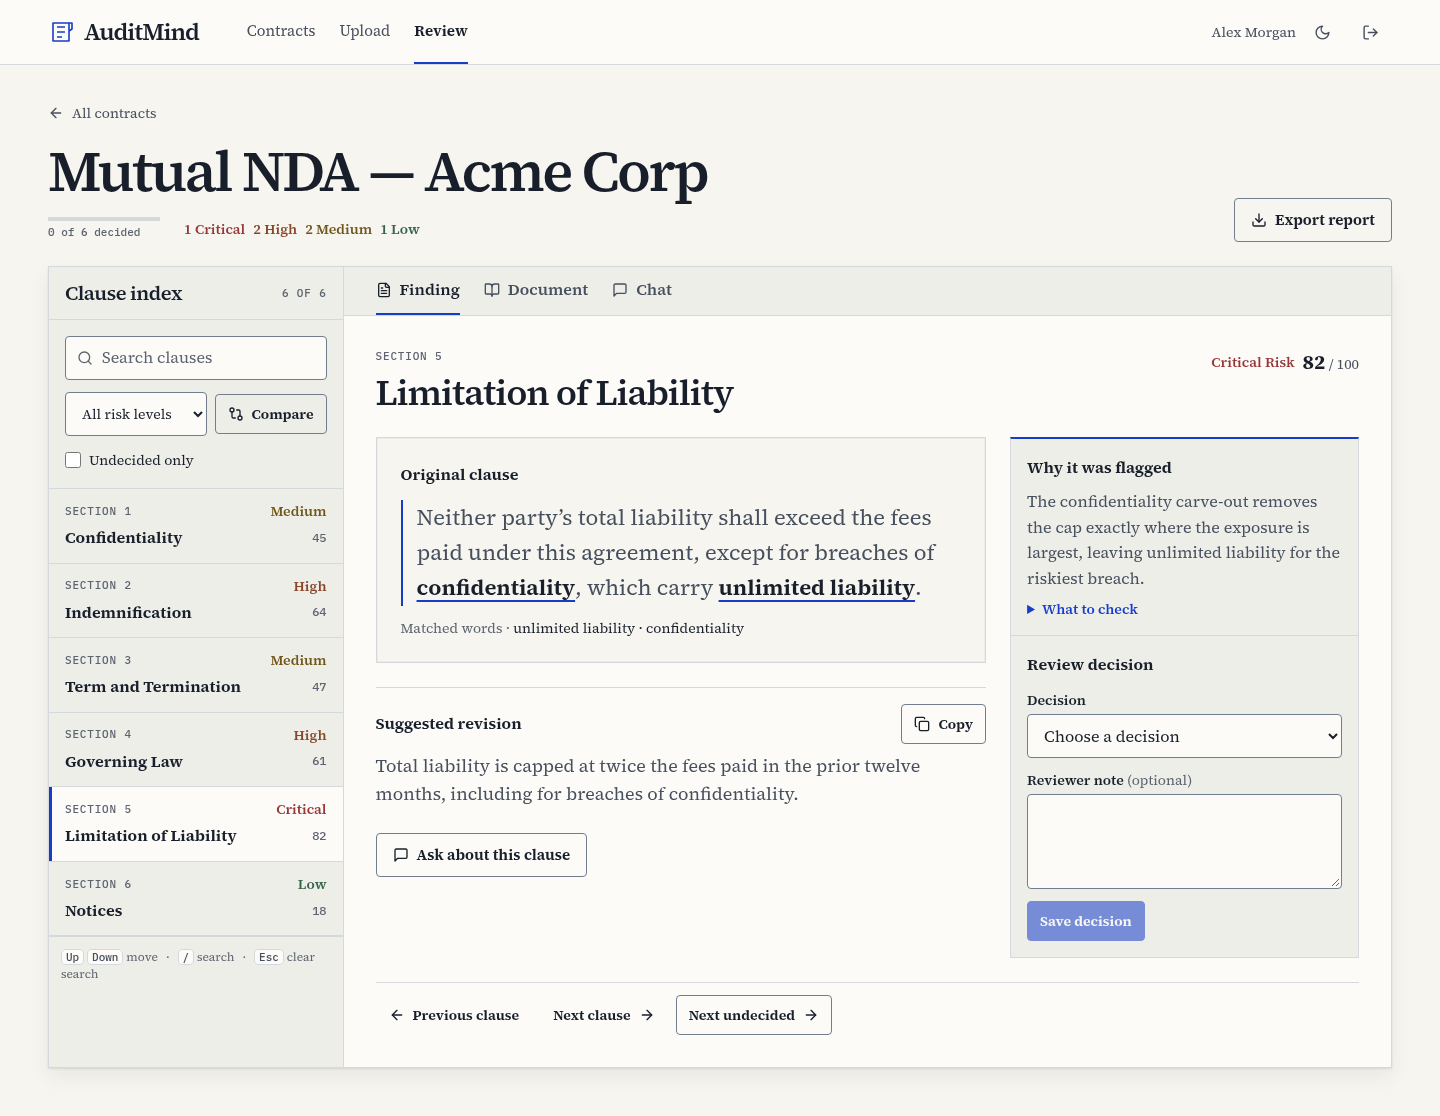 AuditMind
Contracts
Upload
Review
Alex Morgan
All contracts
Mutual NDA — Acme Corp
0 of 6 decided
1 Critical 2 High 2 Medium 1 Low
Export report
Clause index
6 OF 6
Search clauses
All risk levels
Compare
Undecided only
SECTION 1
Medium
Confidentiality
45
SECTION 2
High
Indemnification
64
SECTION 3
Medium
Term and Termination
47
SECTION 4
High
Governing Law
61
SECTION 5
Critical
Limitation of Liability
82
SECTION 6
Low
Notices
18
Up Down move · / search · Esc clear
search
Finding
Document
Chat
SECTION 5
Limitation of Liability
Critical Risk 82 / 100
Original clause
Neither party’s total liability shall exceed the fees
paid under this agreement, except for breaches of
confidentiality, which carry unlimited liability.
Matched words · unlimited liability · confidentiality
Suggested revision
Copy
Total liability is capped at twice the fees paid in the prior twelve
months, including for breaches of confidentiality.
Ask about this clause
Why it was flagged
The confidentiality carve-out removes
the cap exactly where the exposure is
largest, leaving unlimited liability for the
riskiest breach.
What to check
Review decision
Decision
Choose a decision
Reviewer note (optional)
Save decision
Previous clause
Next clause
Next undecided